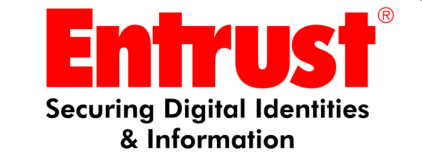 Entrust®
Securing Digital Identities
& Information